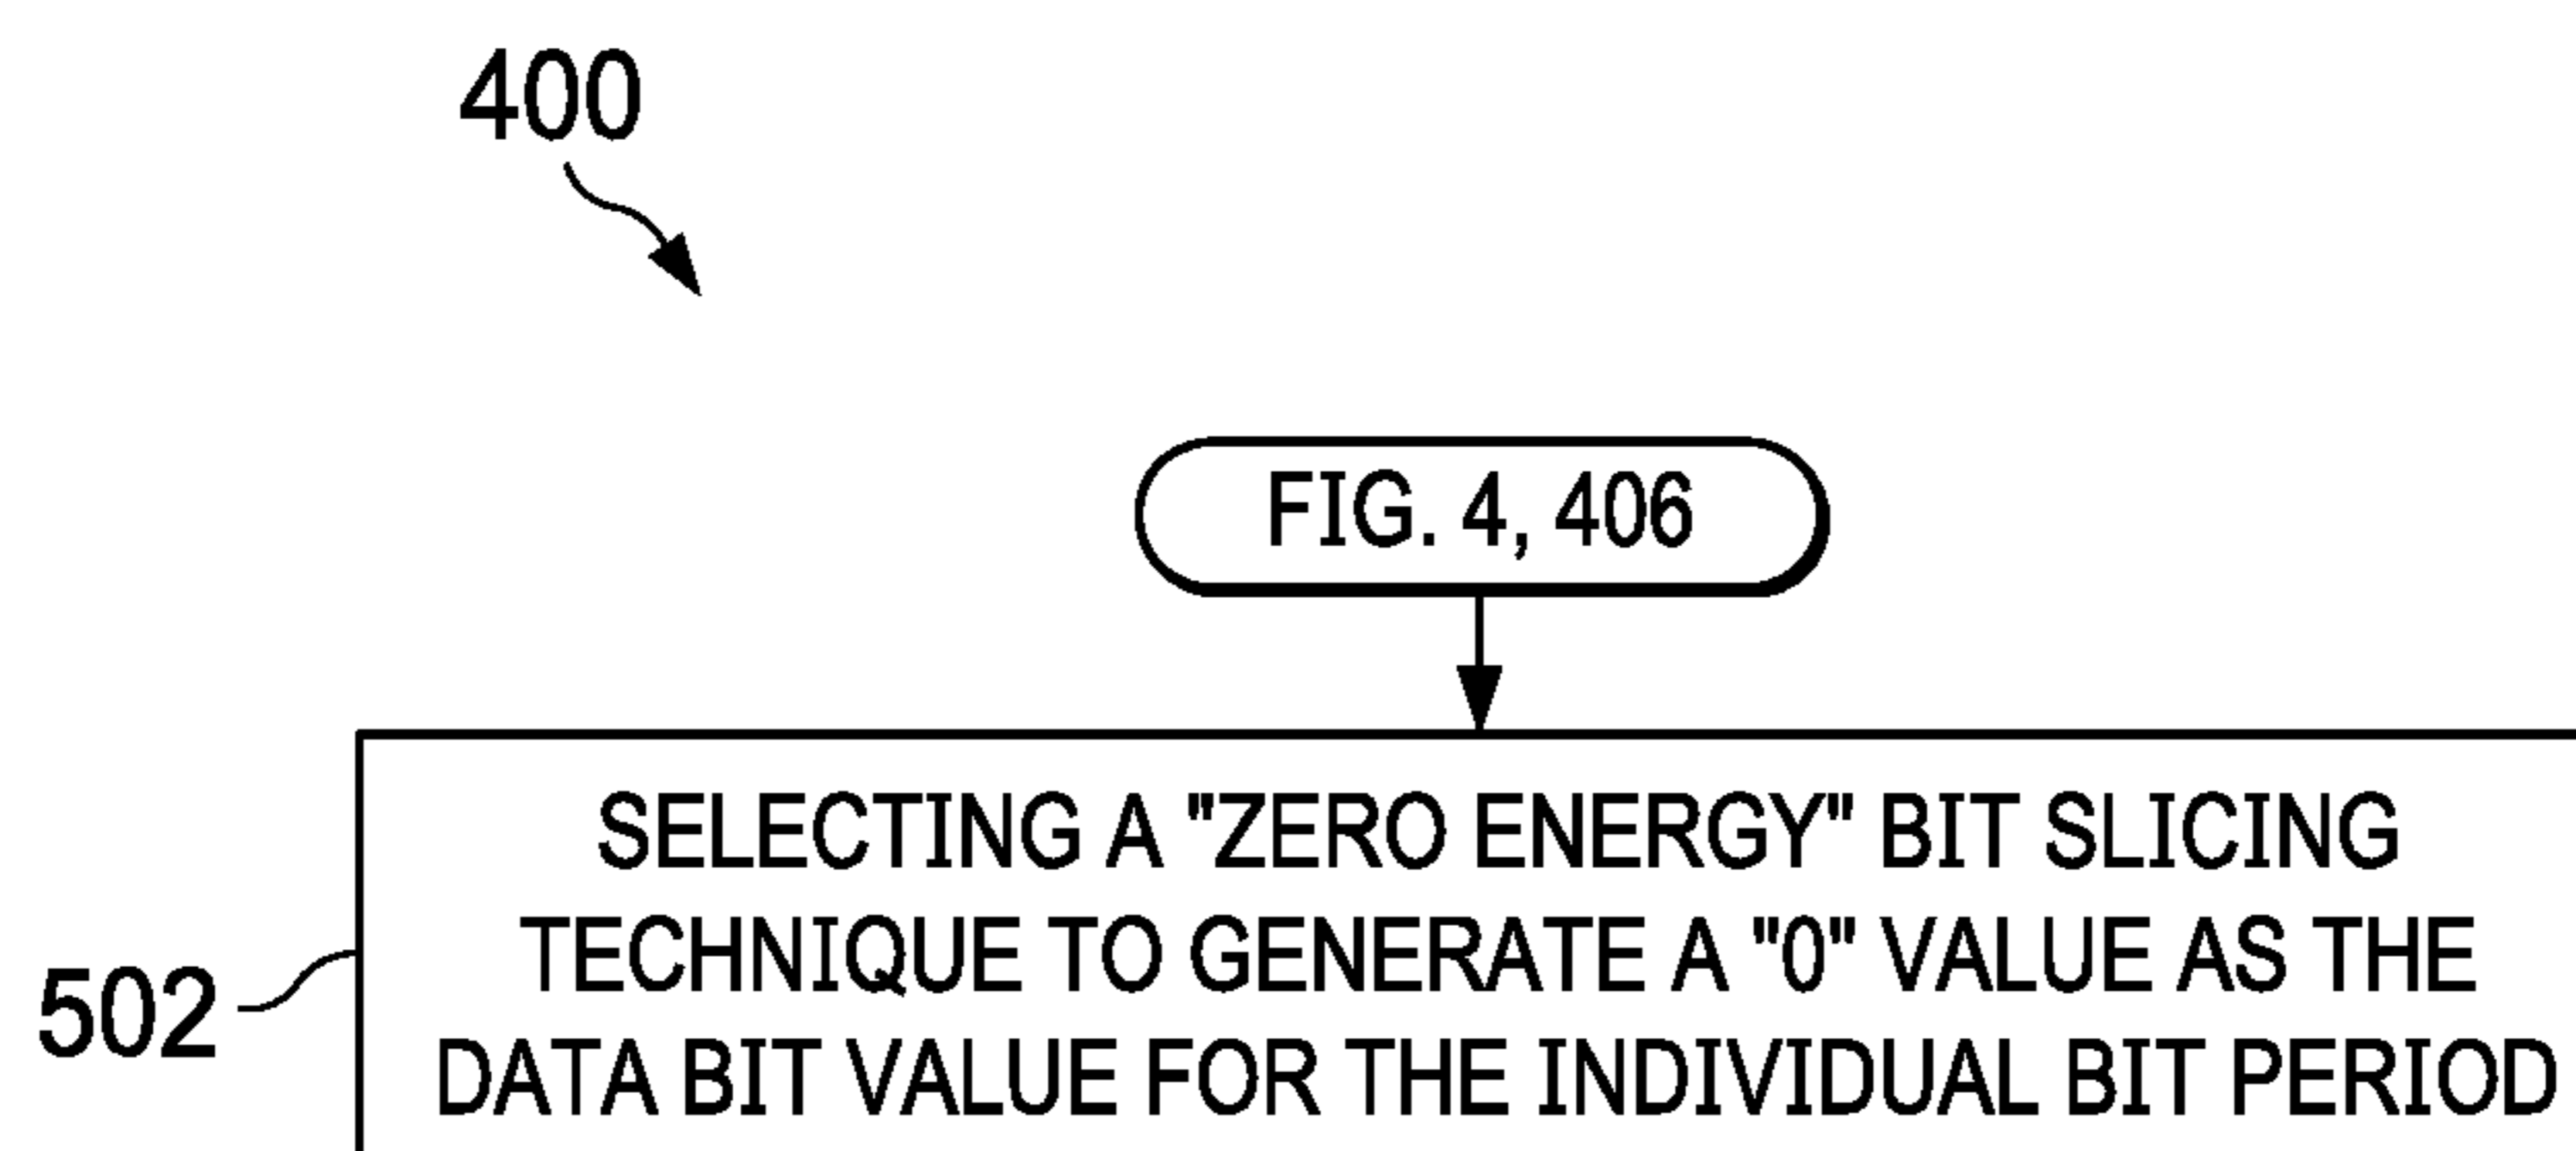 400
FIG. 4, 406
SELECTING A "ZERO ENERGY" BIT SLICING
TECHNIQUE TO GENERATE A "0" VALUE AS THE
502
DATA BIT VALUE FOR THE INDIVIDUAL BIT PERIOD